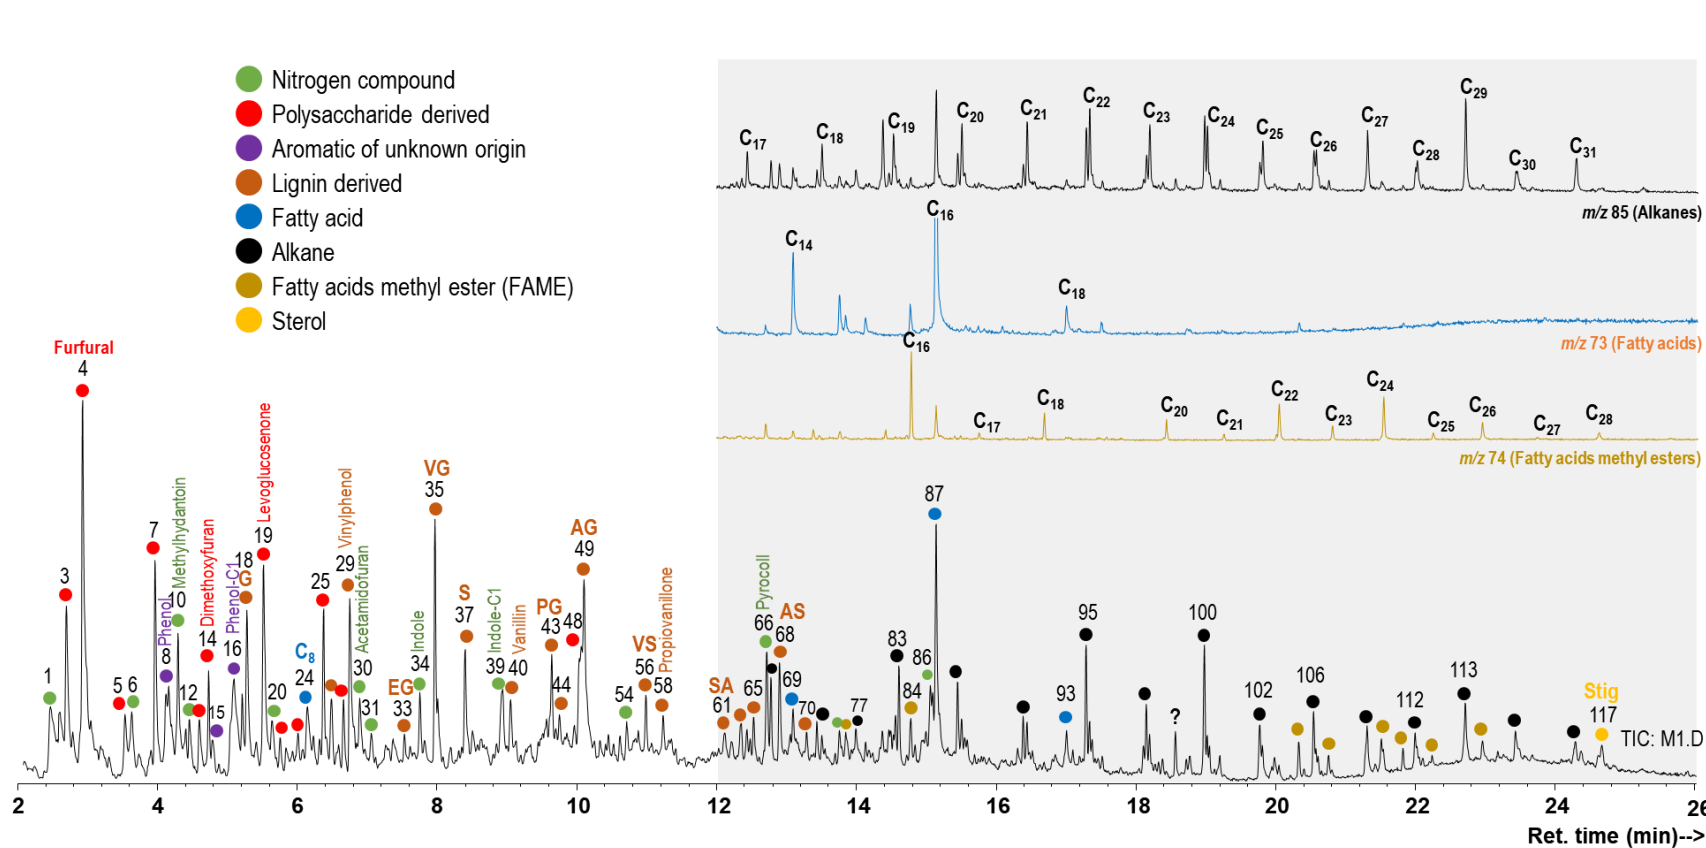 Nitrogen compound
Polysaccharide derived
Aromatic of unknown origin
Lignin derived
Fatty acid
Alkane
Fatty acids methyl ester (FAME)
Sterol
C17 C18 C19 C20 C21 C22 C23 C24 C25 C26 C27 C28 C29 C30 C31
m/z 85 (Alkanes)
C14 C16 C18
m/z 73 (Fatty acids)
C16 C17 C18 C20 C21 C22 C23 C24 C25 C26 C27 C28
m/z 74 (Fatty acids methyl esters)
1
3
Furfural
4
5
6
7
Phenol
8
Methylhydantoin
10
12
Dimethoxyfuran
14
15
Phenol-C1
16
18
G
Levoglucosenone
19
20
C8
24
25
Vinylphenol
29
Acetamidofuran
30
31
EG
33
Indole
34
VG
35
S
37
Indole-C1
39
Vanillin
40
PG
43
44
48
AG
49
54
VS
56
Propiovanillone
58
SA
61
65
Pyrocoll
66
AS
68
69
70
77
83
84
86
87
93
95
?
100
102
106
112
113
Stig
117
TIC: M1.D
2 4 6 8 10 12 14 16 18 20 22 24 26
Ret. time (min)-->